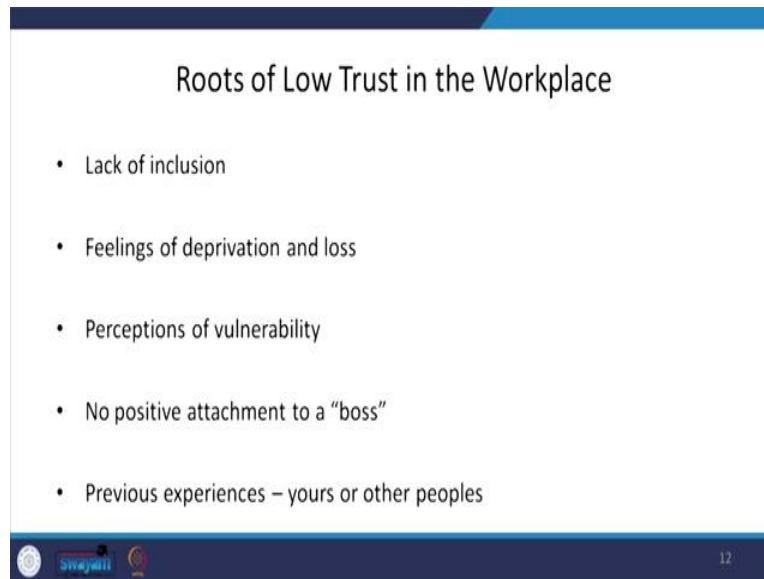 Roots of Low Trust in the Workplace
• Lack of inclusion
• Feelings of deprivation and loss
• Perceptions of vulnerability
• No positive attachment to a “boss”
• Previous experiences – yours or other peoples
swayam
12